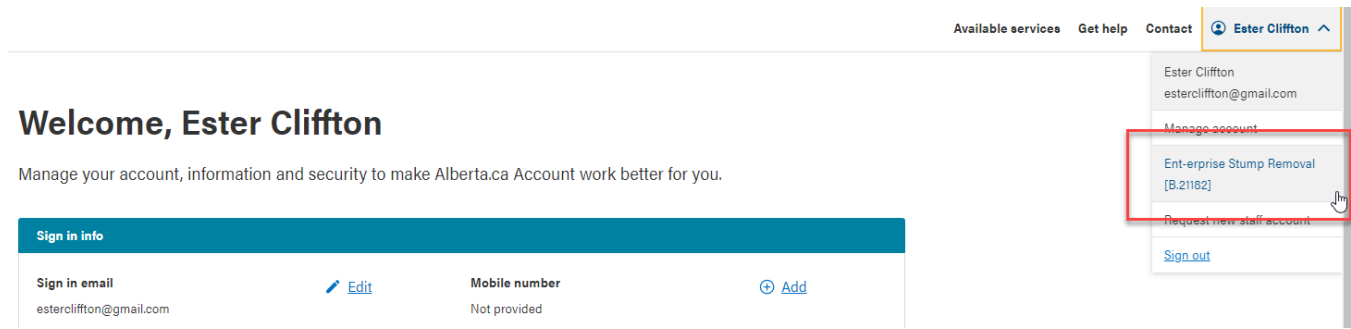 Available services Get help Contact Ester Cliffton
Ester Cliffton
estercliffton@gmail.com
Manage account
Ent-erprise Stump Removal
[B.21182]
Request new staff account
Sign out
Welcome, Ester Cliffton
Manage your account, information and security to make Alberta.ca Account work better for you.
Sign in info
Sign in email Edit Mobile number Add
estercliffton@gmail.com Not provided